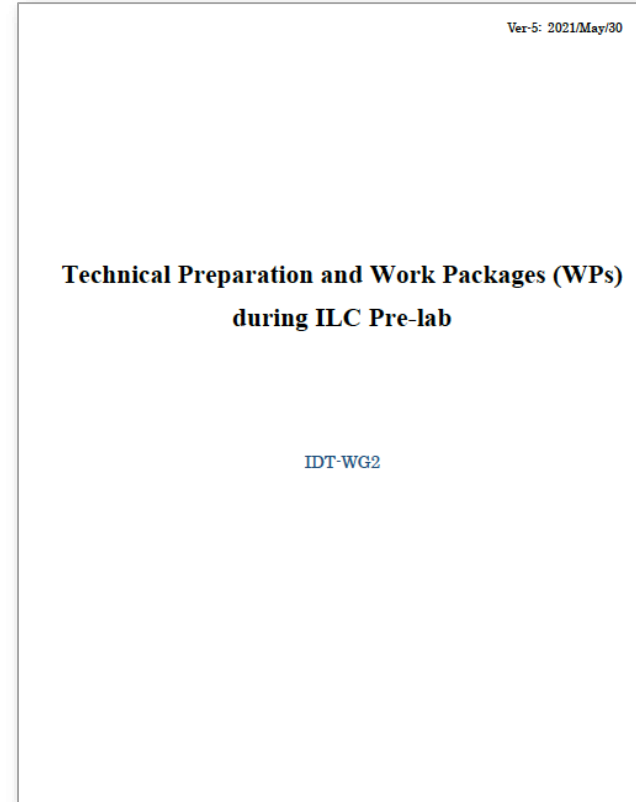 Ver-5: 2021/May/30
Technical Preparation and Work Packages (WPs)
during ILC Pre-lab
IDT-WG2